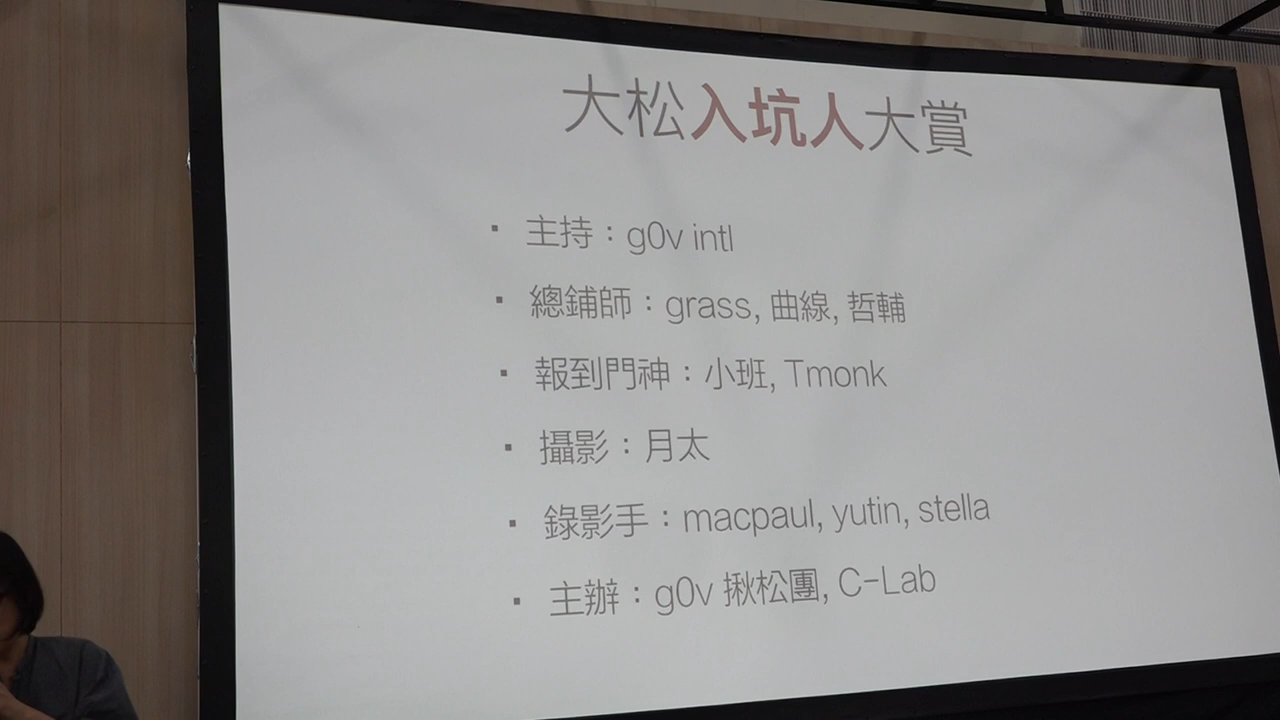 大松入坑人大賞
▪ 主持：g0v intl
▪ 總鋪師：grass, 曲線, 哲輔
▪ 報到門神：小班, Tmonk
▪ 攝影：月太
▪ 錄影手：macpaul, yutin, stella
▪ 主辦：g0v 揪松團, C-Lab